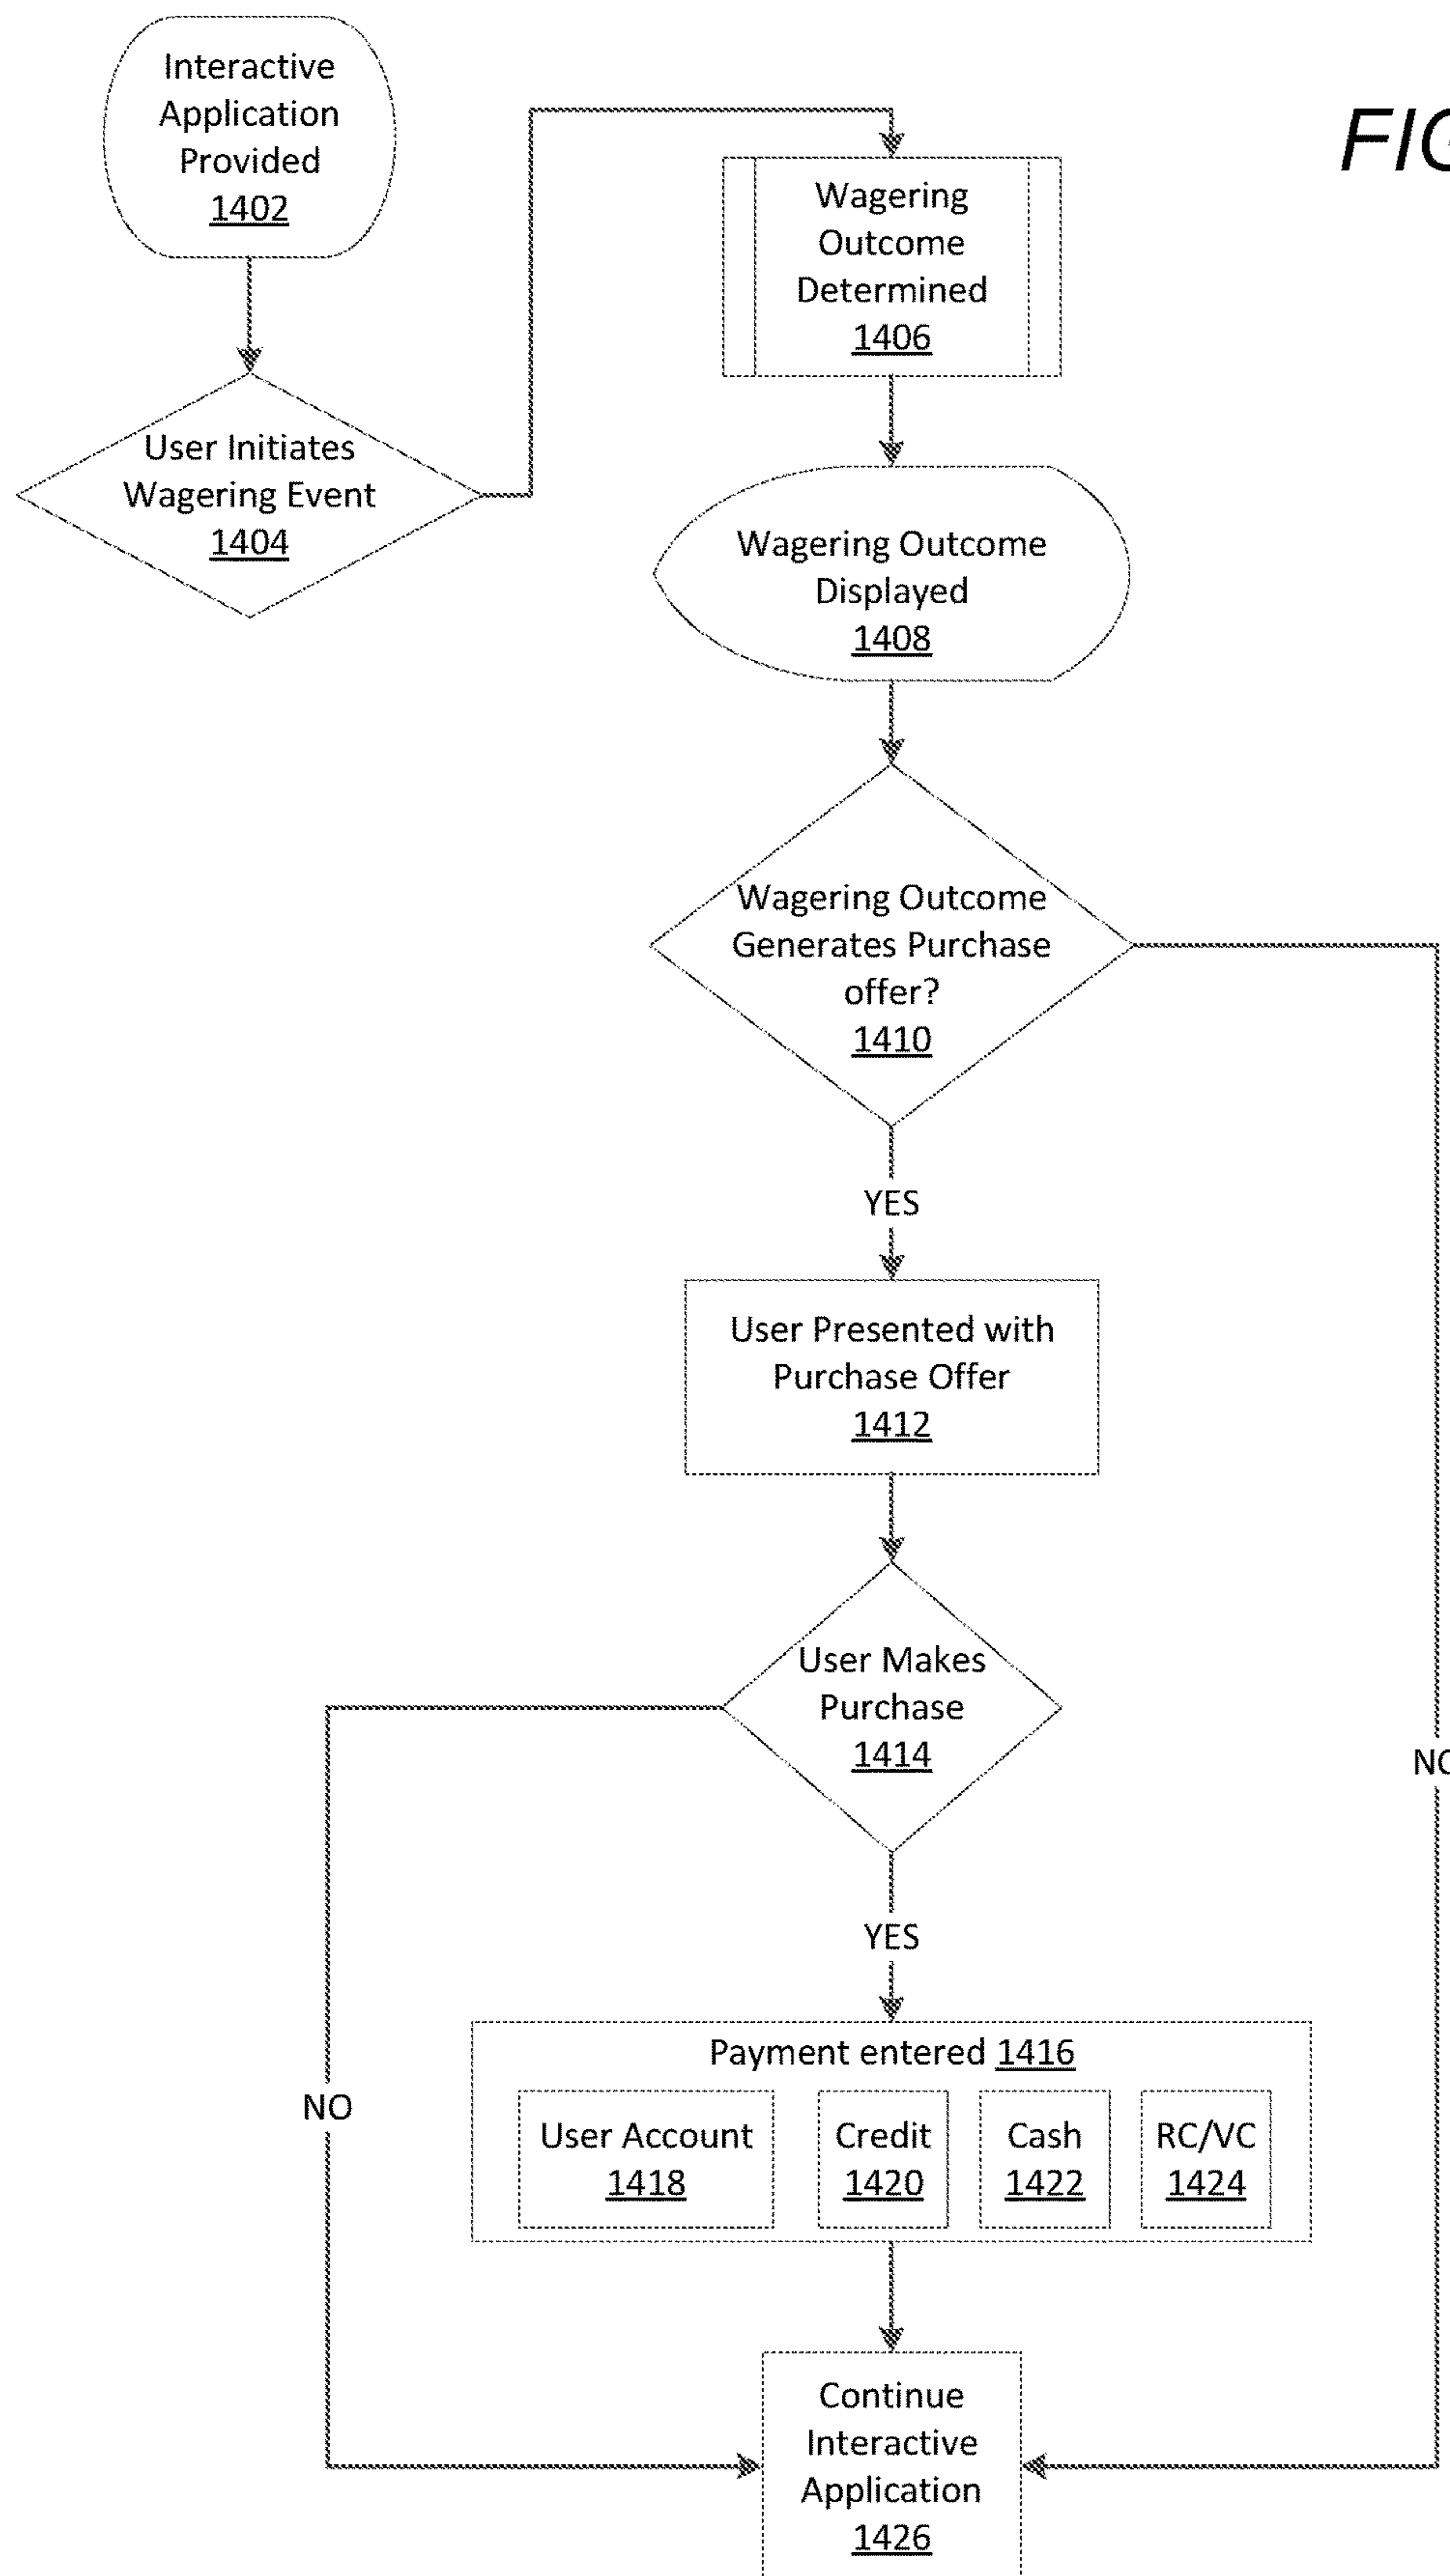 Interactive
Application
Provided
1402
FIG
User Initiates
Wagering Event
1404
Wagering
Outcome
Determined
1406
Wagering Outcome
Displayed
1408
Wagering Outcome
Generates Purchase
offer?
1410
YES
User Presented with
Purchase Offer
1412
User Makes
Purchase
1414
NO
YES
Payment entered 1416
User Account
1418
Credit
1420
Cash
1422
RC/VC
1424
NO
Continue
Interactive
Application
1426